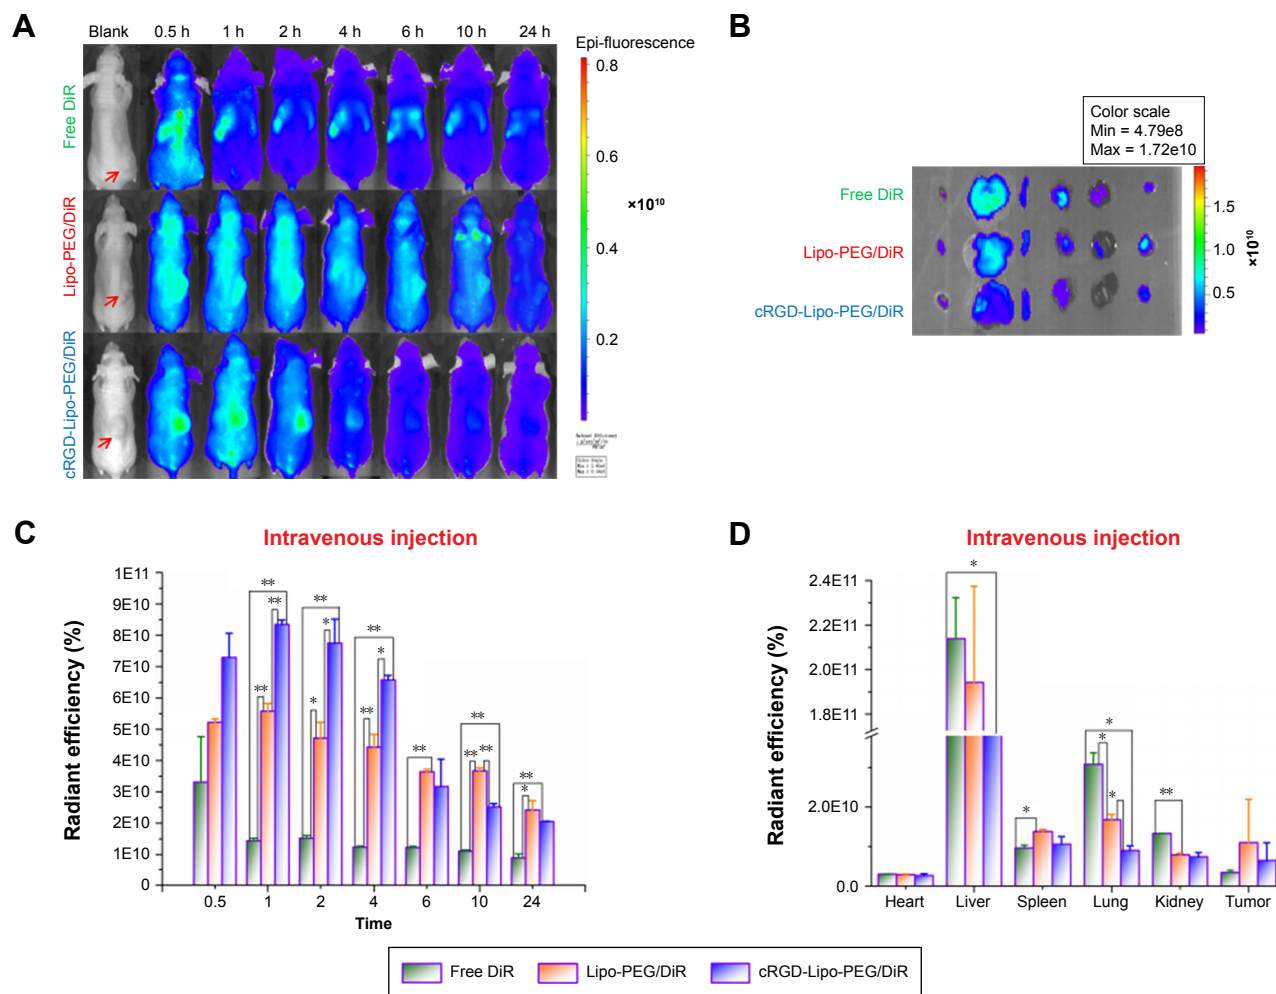 A
Blank 0.5 h 1 h 2 h 4 h 6 h 10 h 24 h
Epi-fluorescence
Free DiR
Lipo-PEG/DiR
cRGD-Lipo-PEG/DiR
0.8
0.6
×10¹⁰
0.4
0.2
B
Color scale
Min = 4.79e8
Max = 1.72e10
Free DiR
Lipo-PEG/DiR
cRGD-Lipo-PEG/DiR
1.5
1.0
0.5
×10¹⁰
C
Intravenous injection
Radiant efficiency (%)
1E11
9E10
8E10
7E10
6E10
5E10
4E10
3E10
2E10
1E10
0
** ** **
** * *
** ** *
**
** ** **
** *
0.5 1 2 4 6 10 24
Time
D
Intravenous injection
Radiant efficiency (%)
2.4E11
2.2E11
2.0E11
1.8E11
2.0E10
0.0
*
*
* * *
**
Heart Liver Spleen Lung Kidney Tumor
Free DiR Lipo-PEG/DiR cRGD-Lipo-PEG/DiR